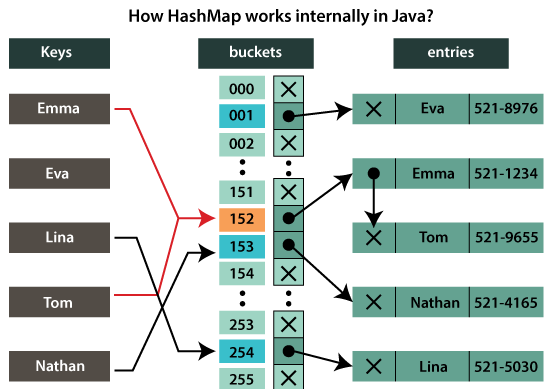 How HashMap works internally in Java?
Keys
buckets
entries
Emma
Eva
Lina
Tom
Nathan
000
001
002
151
152
153
154
253
254
255
Eva 521-8976
Emma 521-1234
Tom 521-9655
Nathan 521-4165
Lina 521-5030